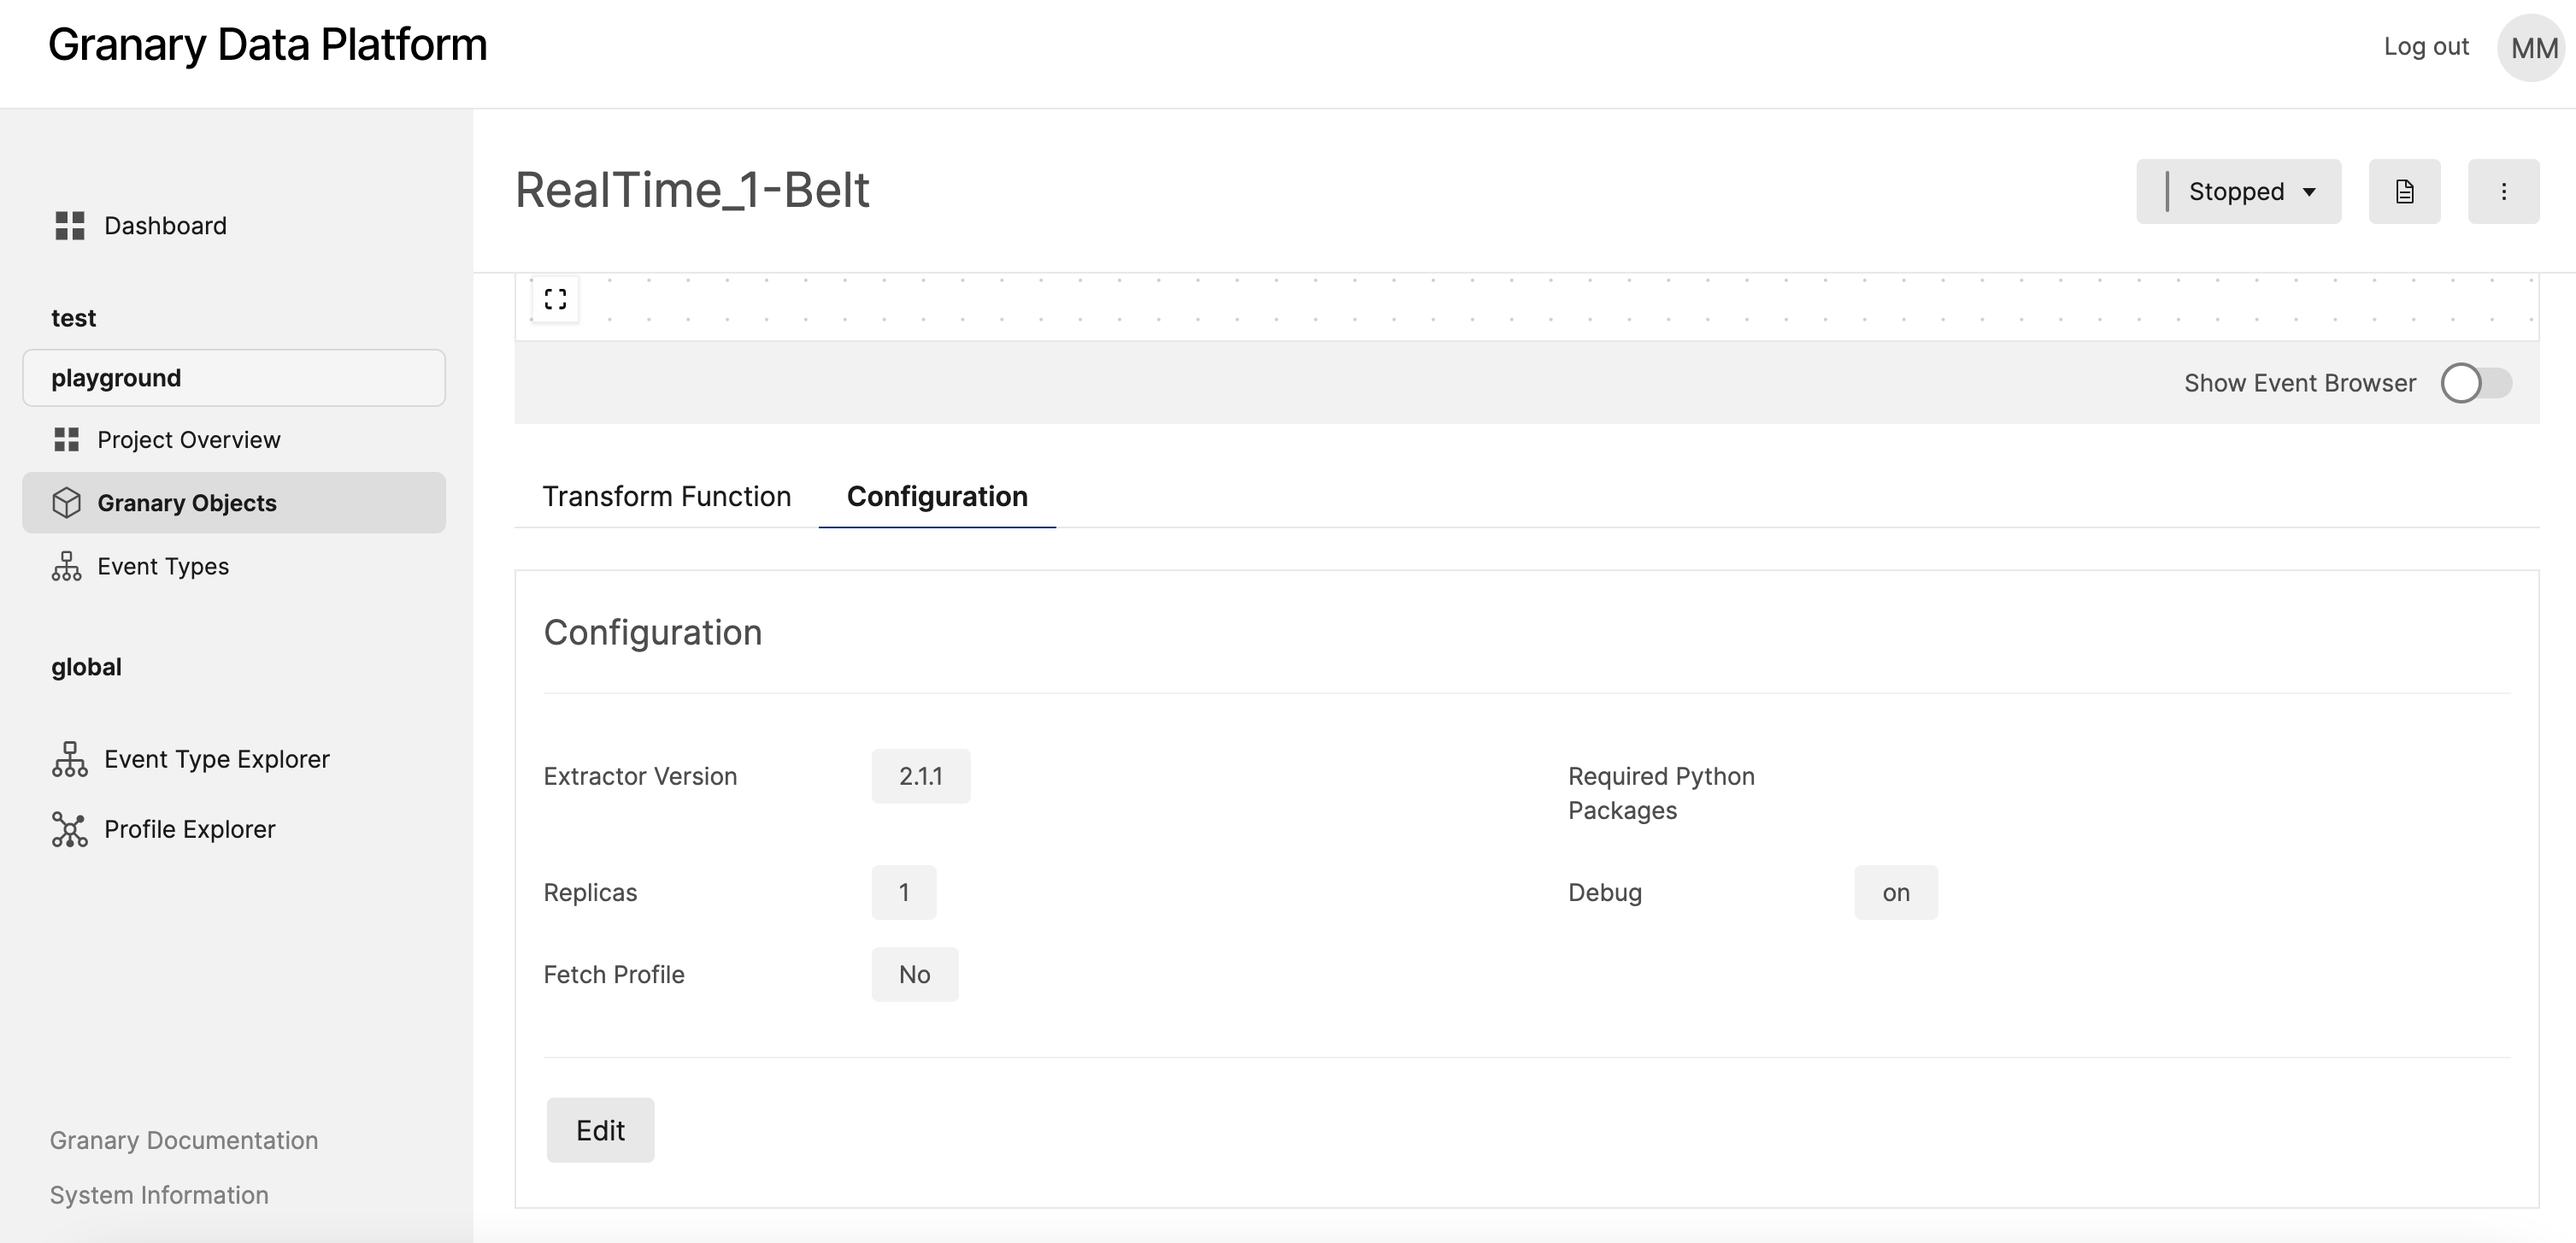 Granary Data Platform
Log out
MM
Dashboard
test
playground
Project Overview
Granary Objects
Event Types
global
Event Type Explorer
Profile Explorer
Granary Documentation
System Information
RealTime_1-Belt
Stopped
Show Event Browser
Transform Function
Configuration
Configuration
Extractor Version
2.1.1
Required Python
Packages
Replicas
1
Debug
on
Fetch Profile
No
Edit